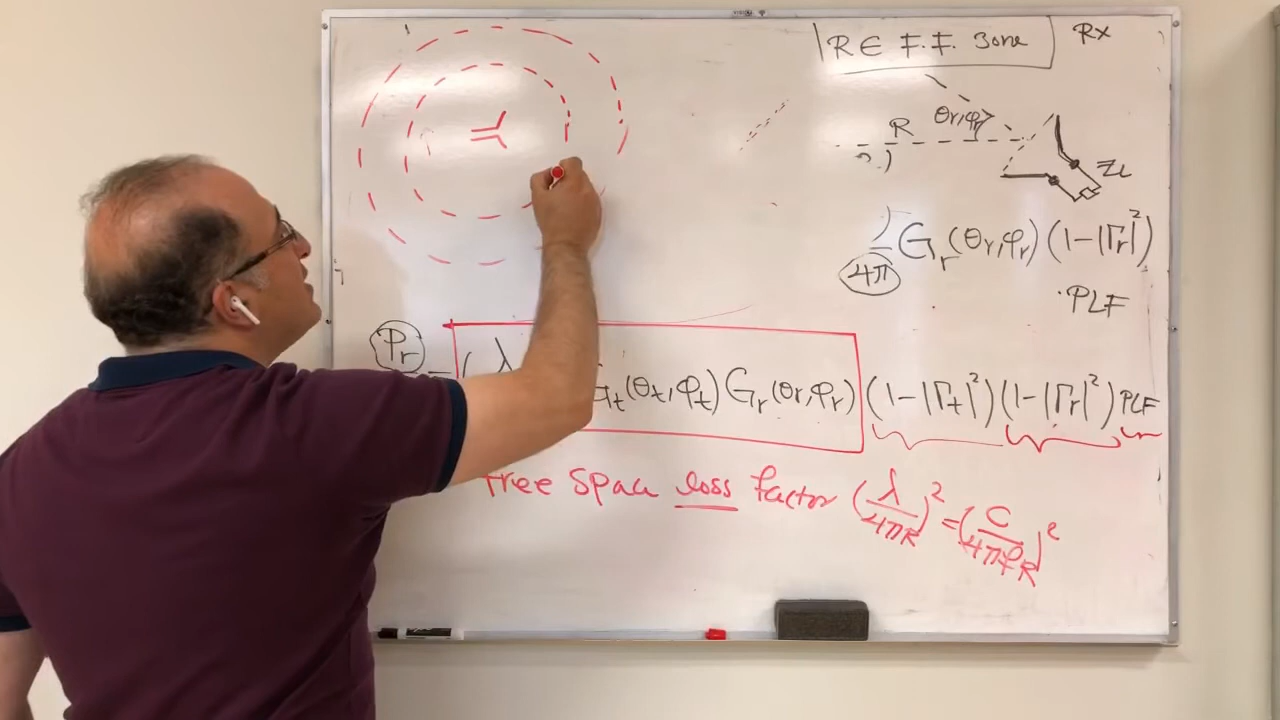 R∈ F.F. Zone
Rx
R
θr,φr
ZL
λ²/4π Gr(θr,φr)(1-|Γr|²)
·PLF
Pr = (λ Gt(θt,φt) Gr(θr,φr) (1-|Γt|²)(1-|Γr|²) PLF
free space loss factor (λ/4πR)² = (C/4πfR)²